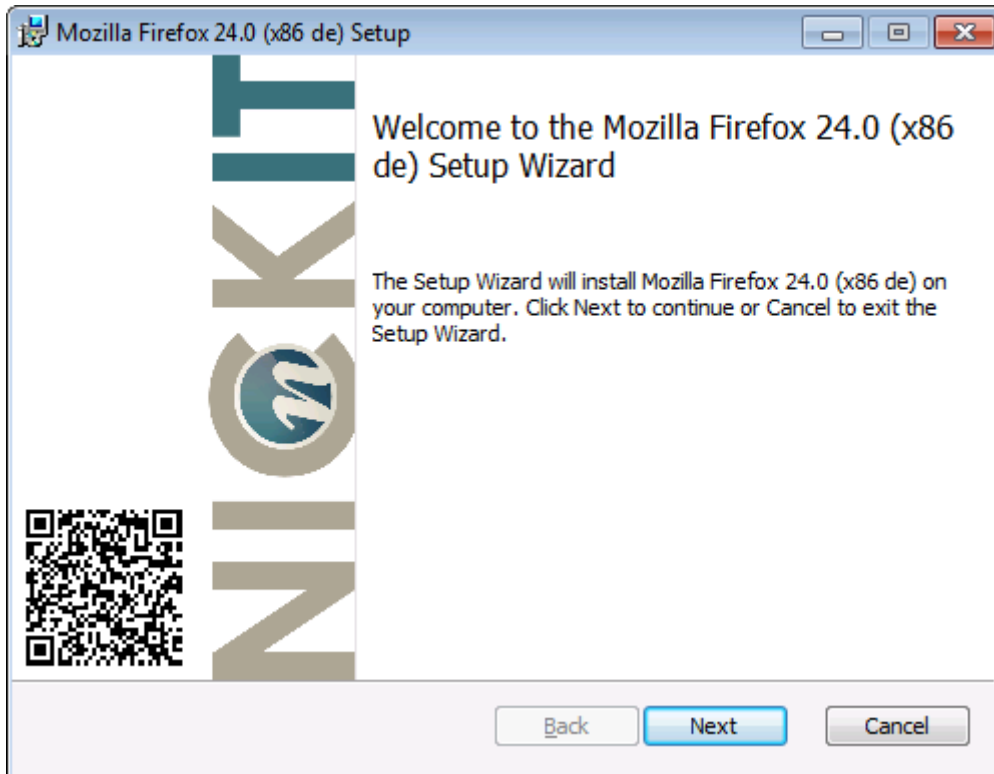 Mozilla Firefox 24.0 (x86 de) Setup
NICKIT
Welcome to the Mozilla Firefox 24.0 (x86
de) Setup Wizard
The Setup Wizard will install Mozilla Firefox 24.0 (x86 de) on
your computer. Click Next to continue or Cancel to exit the
Setup Wizard.
Back
Next
Cancel